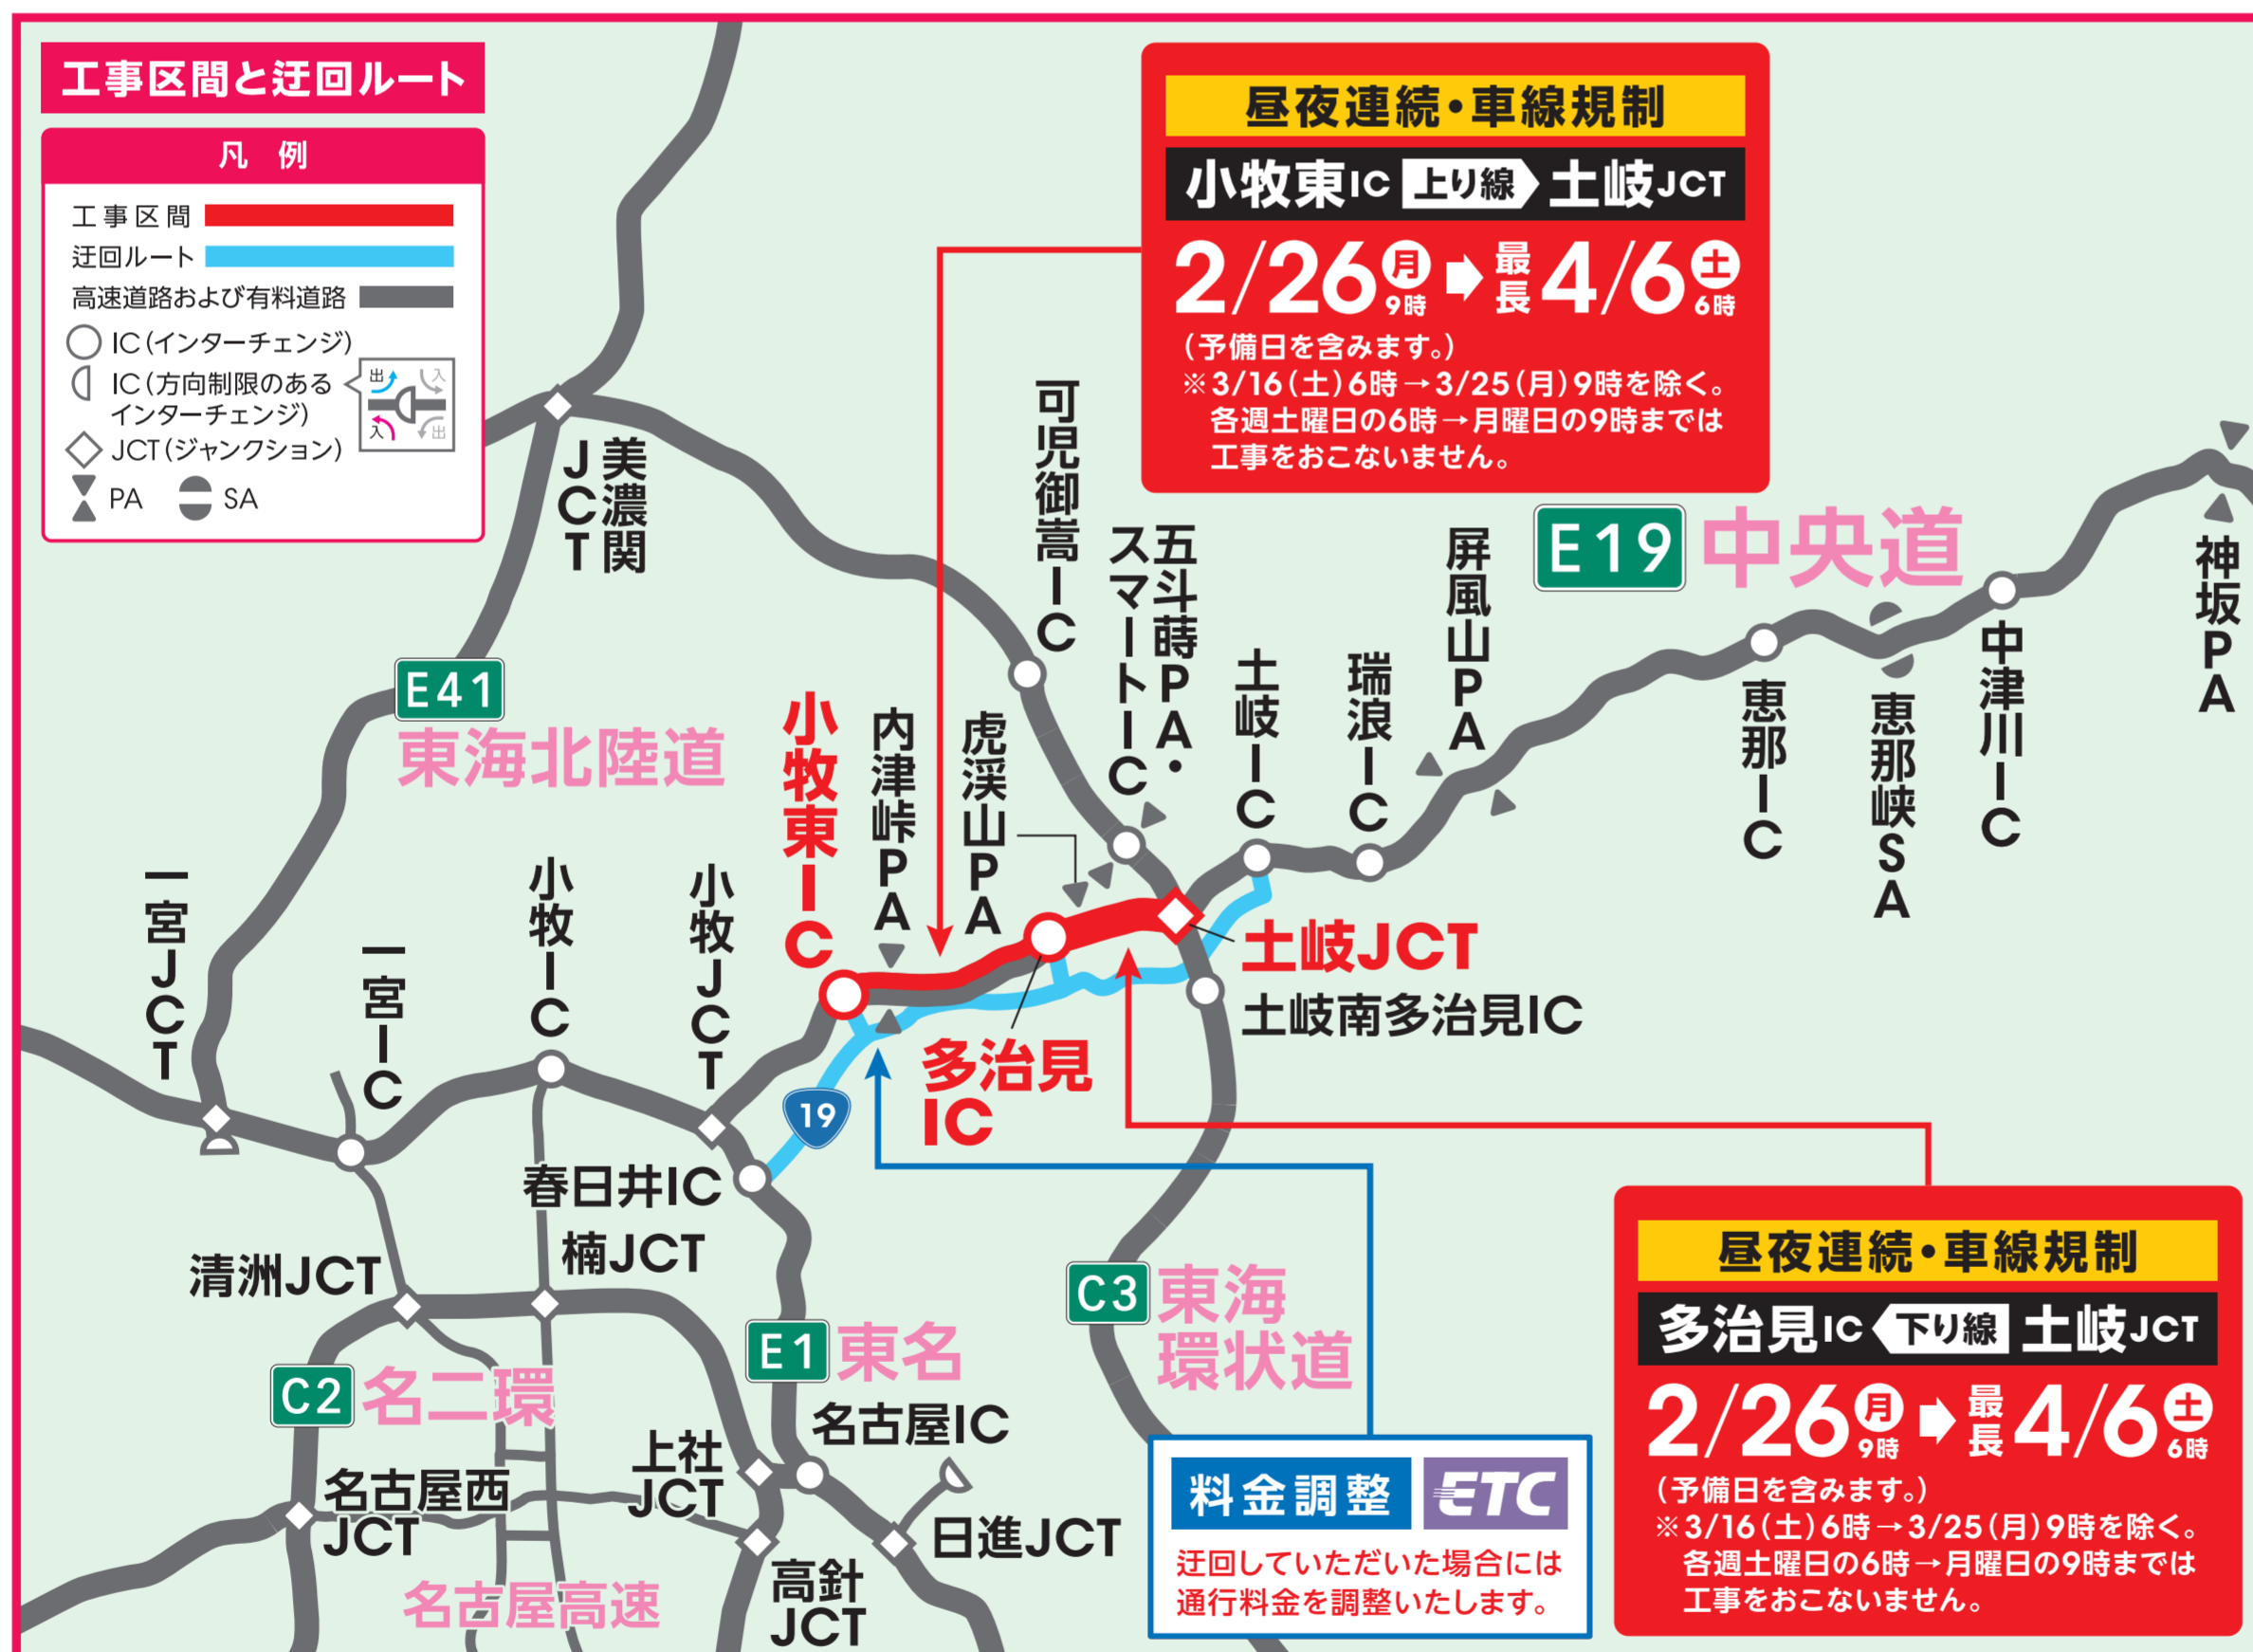 工事区間と迂回ルート
凡 例
工事区間
迂回ルート
高速道路および有料道路
IC(インターチェンジ)
IC(方向制限のある
インターチェンジ)
出
入
入
出
JCT(ジャンクション)
PA
SA
昼夜連続・車線規制
小牧東IC 上り線 土岐JCT
2/26月9時 最長 4/6土6時
(予備日を含みます。)
※3/16(土)6時→3/25(月)9時を除く。
各週土曜日の6時→月曜日の9時までは
工事をおこないません。
美濃関
JCT
可児御嵩IC
五斗蒔PA・
スマートIC
土岐IC
瑞浪IC
屏風山PA
E19 中央道
恵那IC
恵那峡SA
中津川IC
神坂PA
E41
東海北陸道
小牧東IC
内津峠PA
虎渓山PA
一宮JCT
一宮IC
小牧IC
小牧JCT
土岐JCT
土岐南多治見IC
多治見
IC
19
春日井IC
楠JCT
清洲JCT
C2 名二環
E1 東名
C3 東海
環状道
名古屋IC
上社
JCT
名古屋西
JCT
日進JCT
高針
JCT
名古屋高速
料金調整 ETC
迂回していただいた場合には
通行料金を調整いたします。
昼夜連続・車線規制
多治見IC 下り線 土岐JCT
2/26月9時 最長 4/6土6時
(予備日を含みます。)
※3/16(土)6時→3/25(月)9時を除く。
各週土曜日の6時→月曜日の9時までは
工事をおこないません。